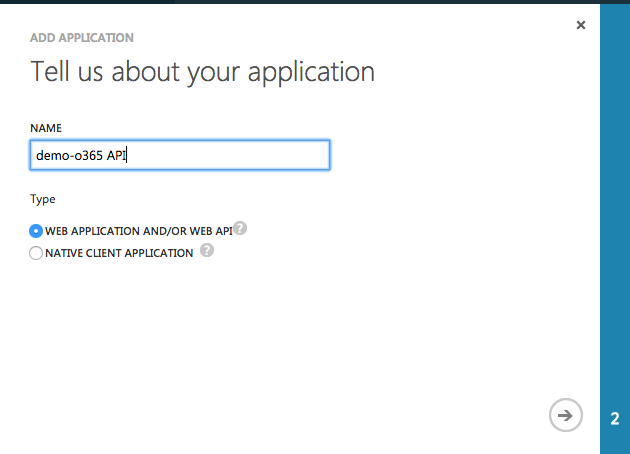 ADD APPLICATION
Tell us about your application
NAME
demo-o365 API
Type
WEB APPLICATION AND/OR WEB API ?
NATIVE CLIENT APPLICATION ?
2